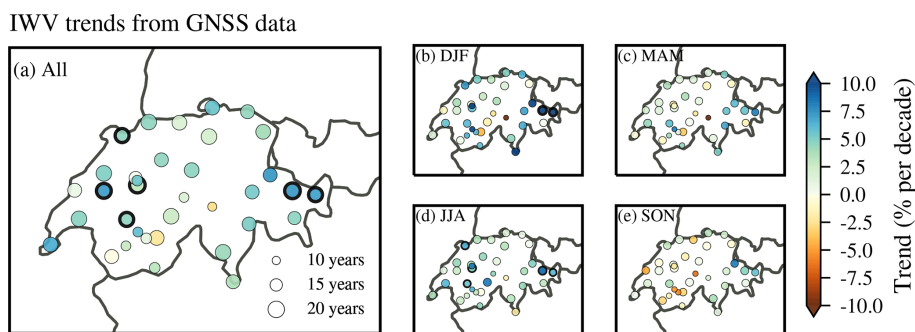 IWV trends from GNSS data
(a) All
10 years
15 years
20 years
(b) DJF
(c) MAM
(d) JJA
(e) SON
10.0
7.5
5.0
2.5
0.0
-2.5
-5.0
-7.5
-10.0
Trend (% per decade)